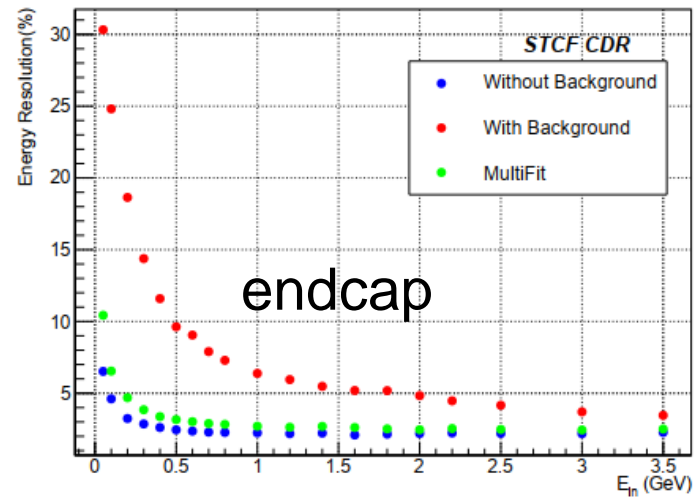 Energy Resolution(%)
30
25
20
15
10
5
STCF CDR
Without Background
With Background
MultiFit
endcap
0 0.5 1 1.5 2 2.5 3 3.5
E_In (GeV)